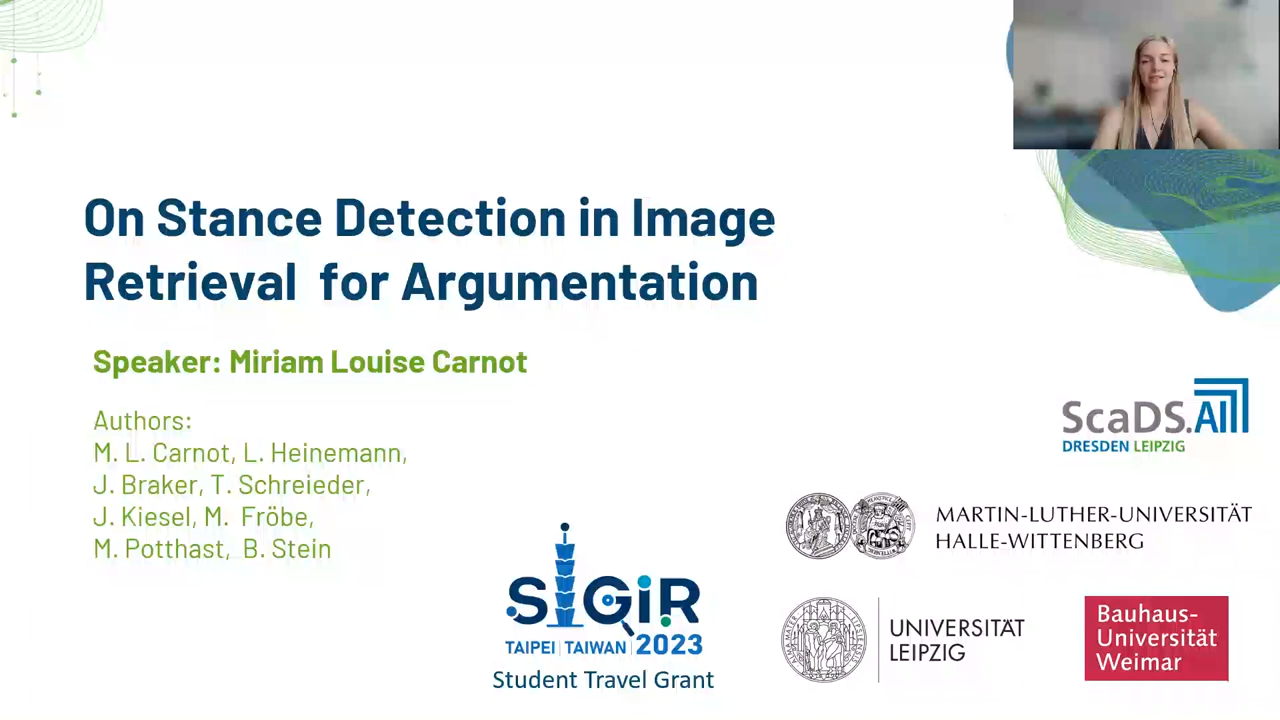 On Stance Detection in Image
Retrieval for Argumentation
Speaker: Miriam Louise Carnot
Authors:
M. L. Carnot, L. Heinemann,
J. Braker, T. Schreieder,
J. Kiesel, M. Fröbe,
M. Potthast, B. Stein
SIGIR
TAIPEI | TAIWAN | 2023
Student Travel Grant
ScaDS.AI
DRESDEN LEIPZIG
MARTIN-LUTHER-UNIVERSITÄT
HALLE-WITTENBERG
UNIVERSITÄT
LEIPZIG
Bauhaus-
Universität
Weimar